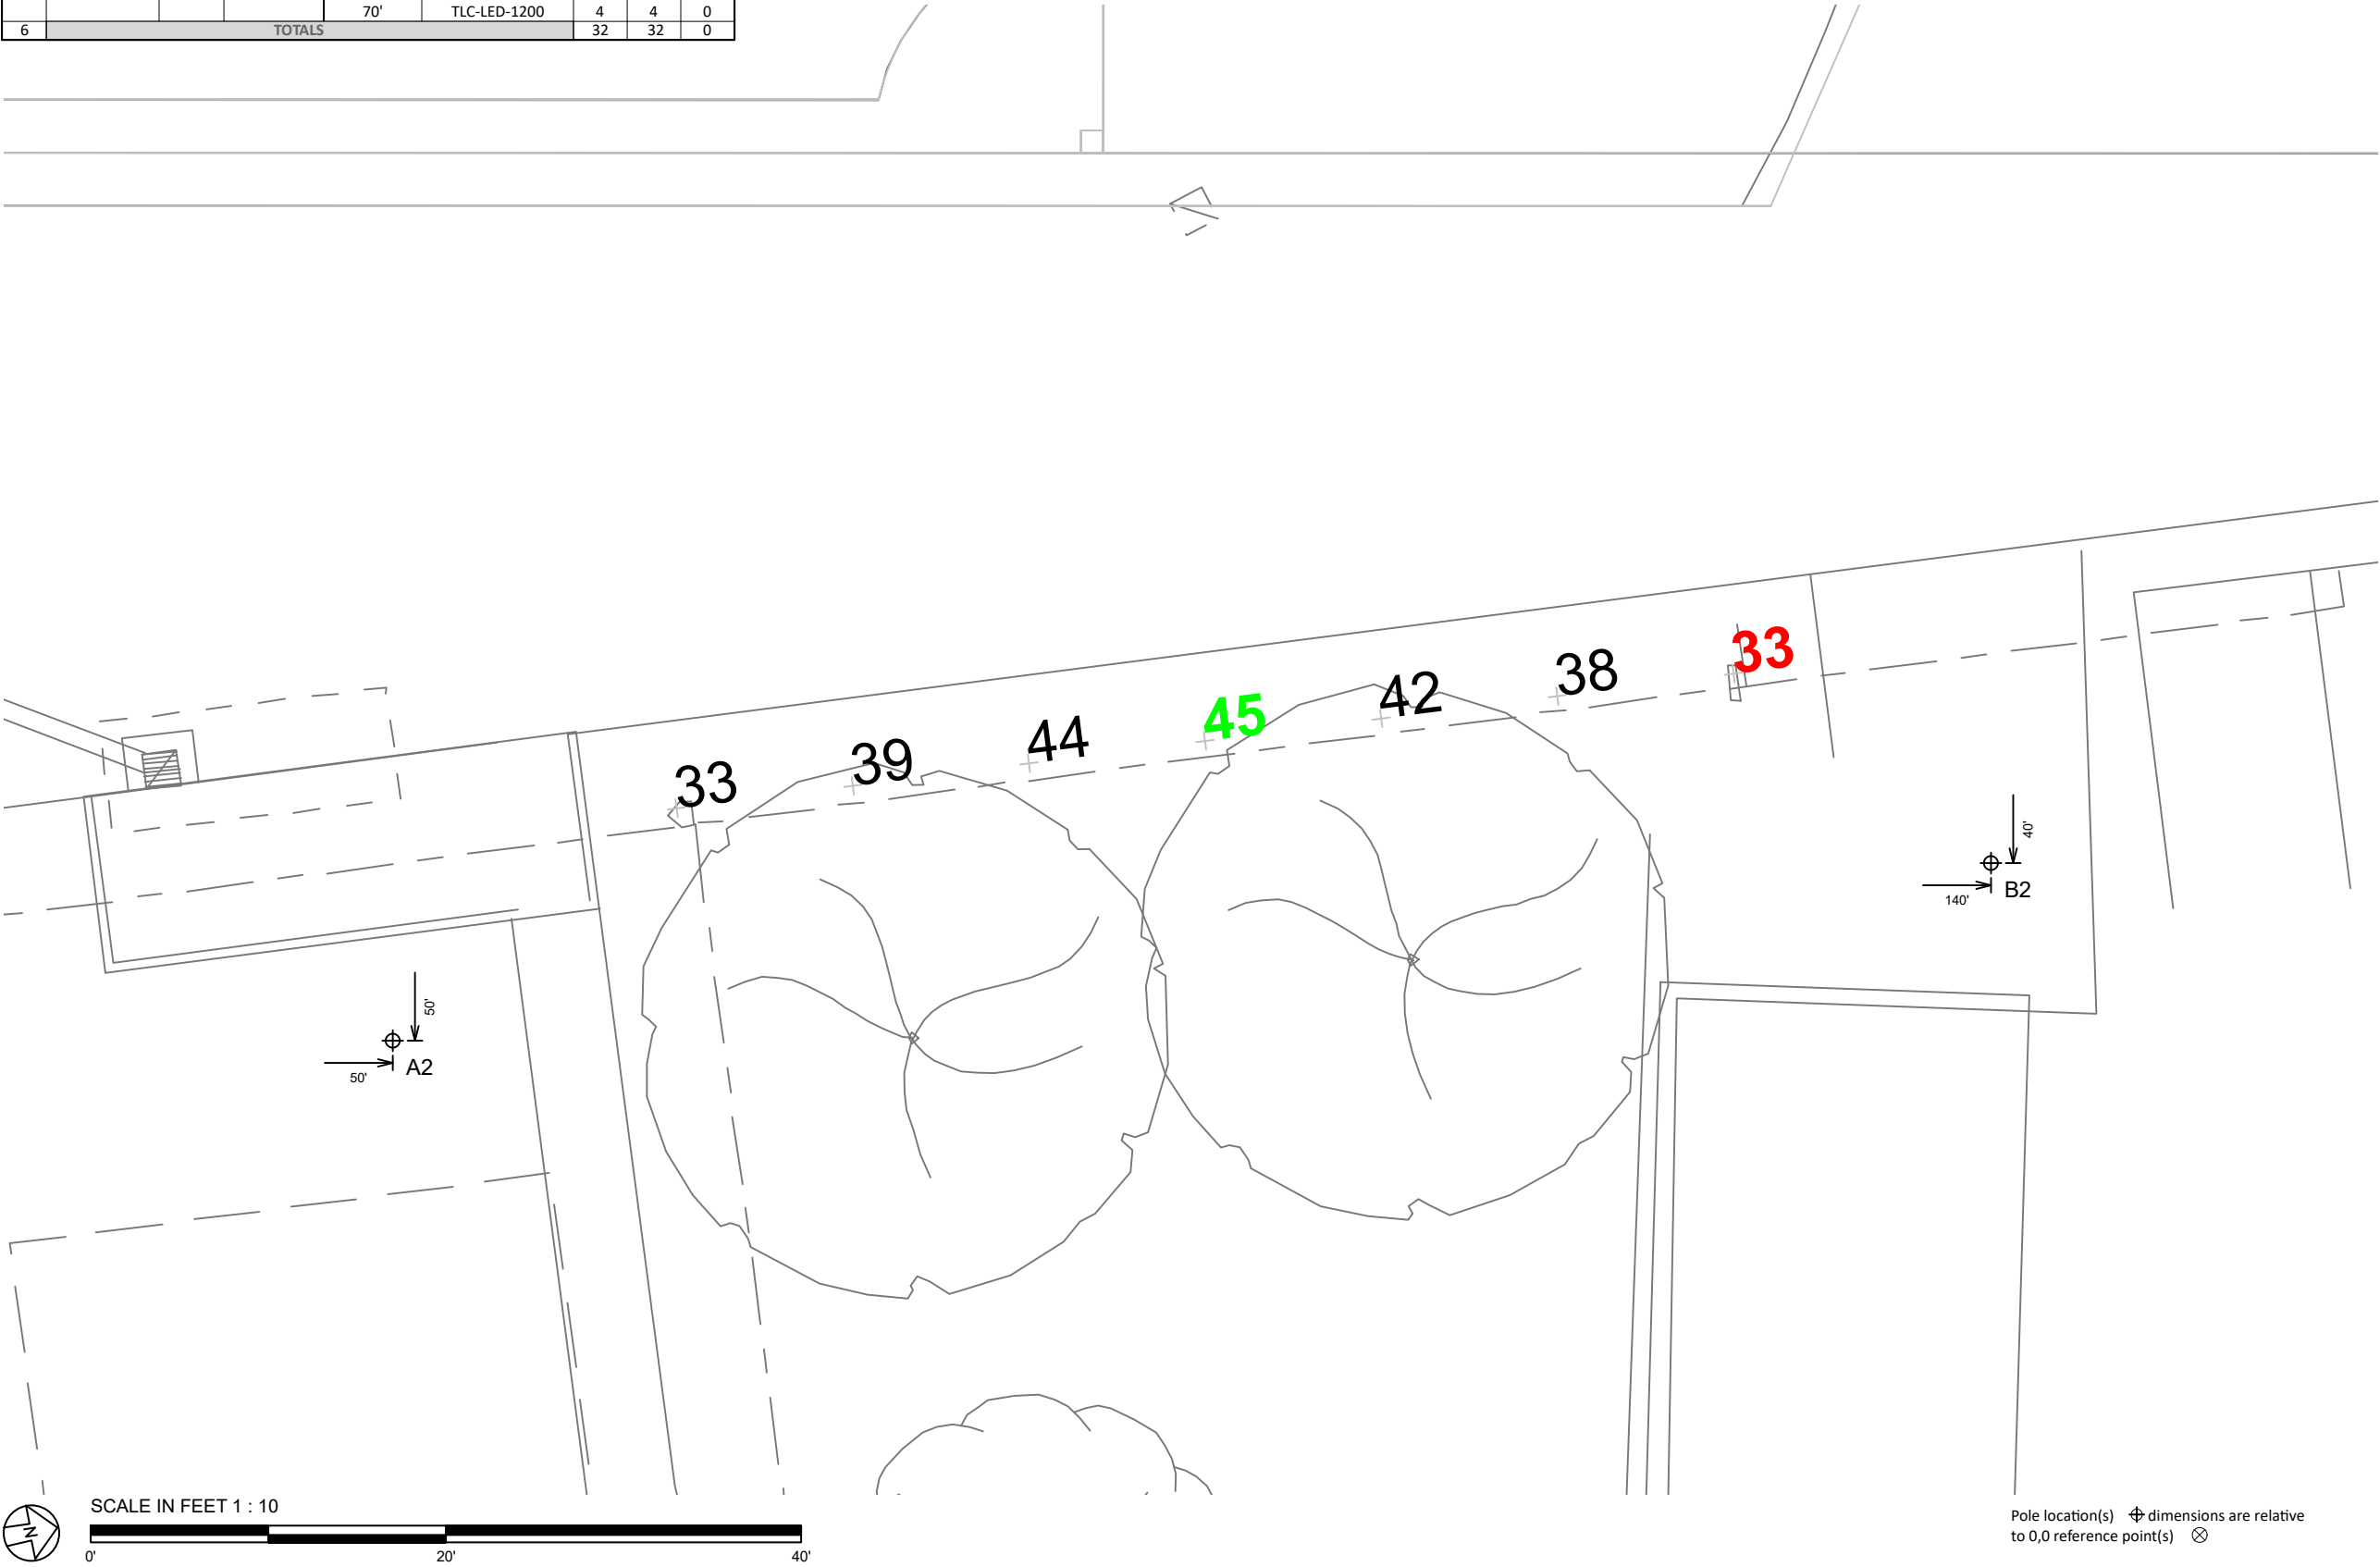 70' TLC-LED-1200 4 4 0
6 TOTALS 32 32 0
33 39 44 45 42 38 33
40'
140' B2
50'
50' A2
N
SCALE IN FEET 1 : 10
0' 20' 40'
Pole location(s) dimensions are relative
to 0,0 reference point(s)